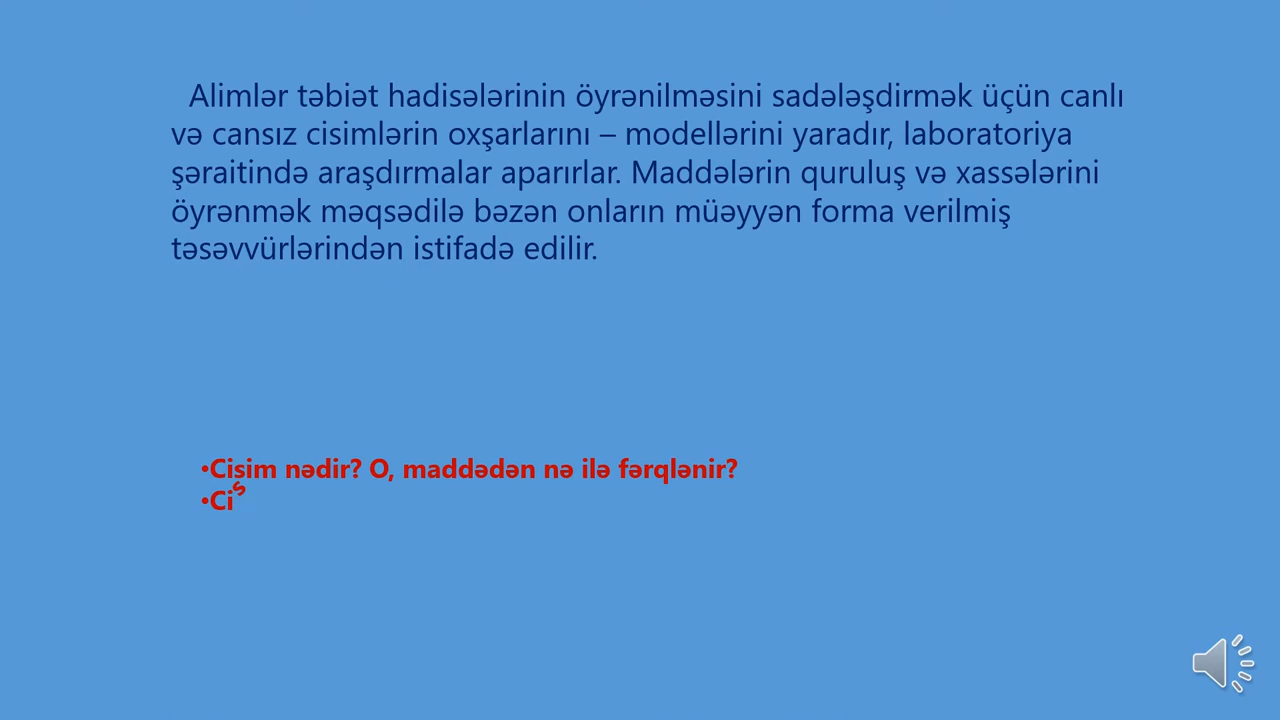 Alimlər təbiət hadisələrinin öyrənilməsini sadələşdirmək üçün canlı
və cansız cisimlərin oxşarlarını – modellərini yaradır, laboratoriya
şəraitində araşdırmalar aparırlar. Maddələrin quruluş və xassələrini
öyrənmək məqsədilə bəzən onların müəyyən forma verilmiş
təsəvvürlərindən istifadə edilir.
•Cisim nədir? O, maddədən nə ilə fərqlənir?
•Cis